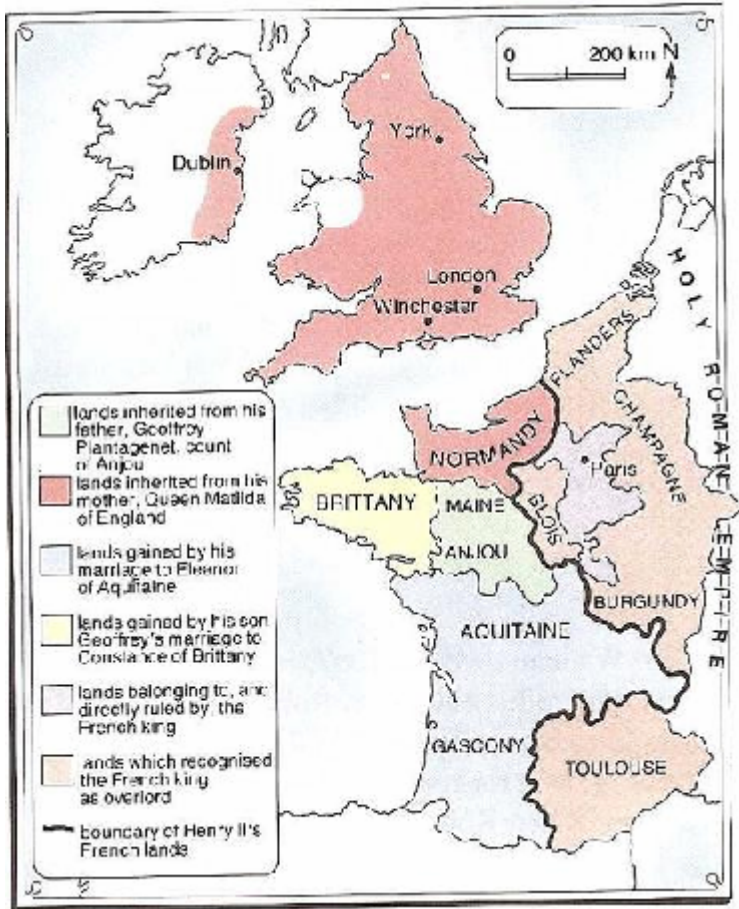 0 200 km N
York
Dublin
London
Winchester
HOLY ROMAN EMPIRE
FLANDERS
CHAMPAGNE
NORMANDY
Paris
BLOIS
BRITTANY
MAINE
ANJOU
BURGUNDY
AQUITAINE
GASCONY
TOULOUSE
lands inherited from his
father, Geoffrey
Plantagenet, count
of Anjou
lands inherited from his
mother, Queen Matilda
of England
lands gained by his
marriage to Eleanor
of Aquitaine
lands gained by his son
Geoffrey's marriage to
Constance of Brittany
lands belonging to, and
directly ruled by, the
French king
lands which recognised
the French king
as overlord
boundary of Henry II's
French lands